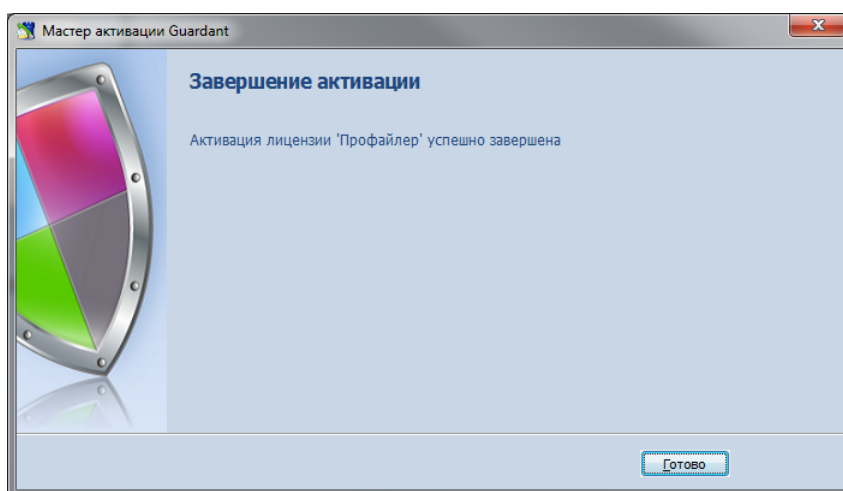 Мастер активации Guardant
Завершение активации
Активация лицензии 'Профайлер' успешно завершена
Готово